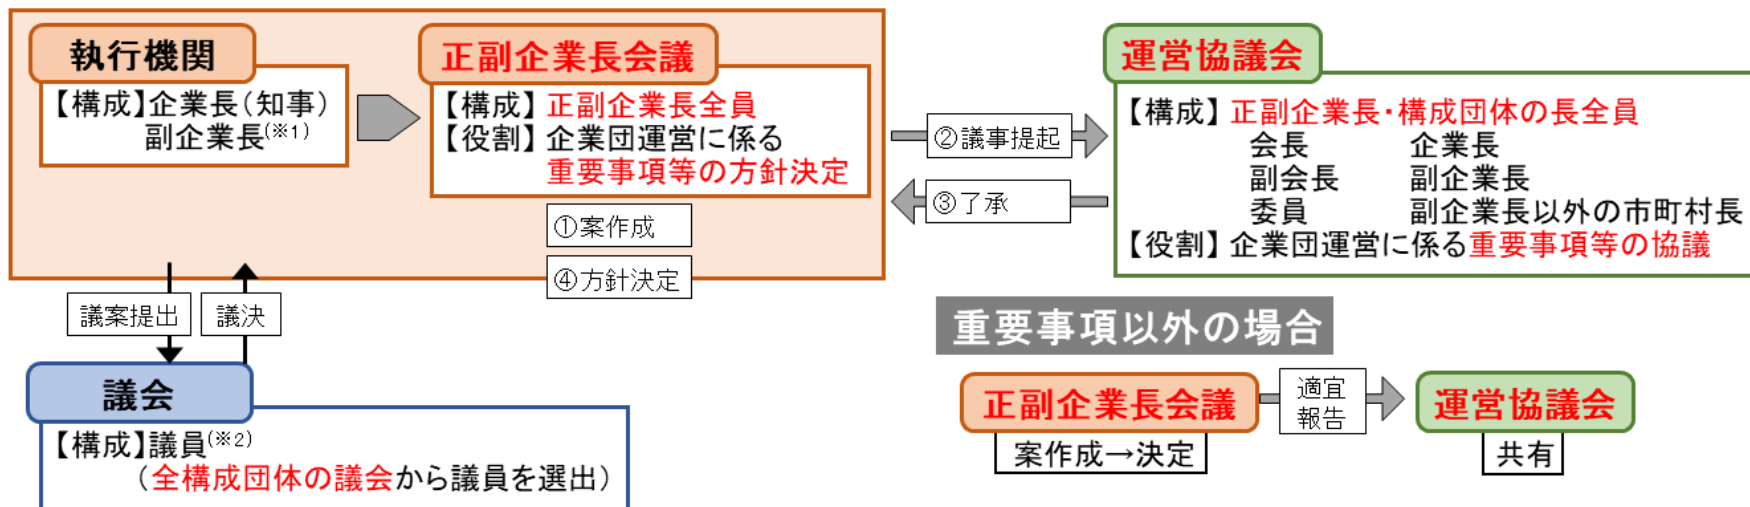 執行機関
【構成】企業長（知事）
副企業長(※1)
正副企業長会議
【構成】正副企業長全員
【役割】企業団運営に係る
重要事項等の方針決定
①案作成
④方針決定
②議事提起
③了承
運営協議会
【構成】正副企業長・構成団体の長全員
会長 企業長
副会長 副企業長
委員 副企業長以外の市町村長
【役割】企業団運営に係る重要事項等の協議
議案提出
議決
議会
【構成】議員(※2)
（全構成団体の議会から議員を選出）
重要事項以外の場合
正副企業長会議
案作成→決定
適宜
報告
運営協議会
共有